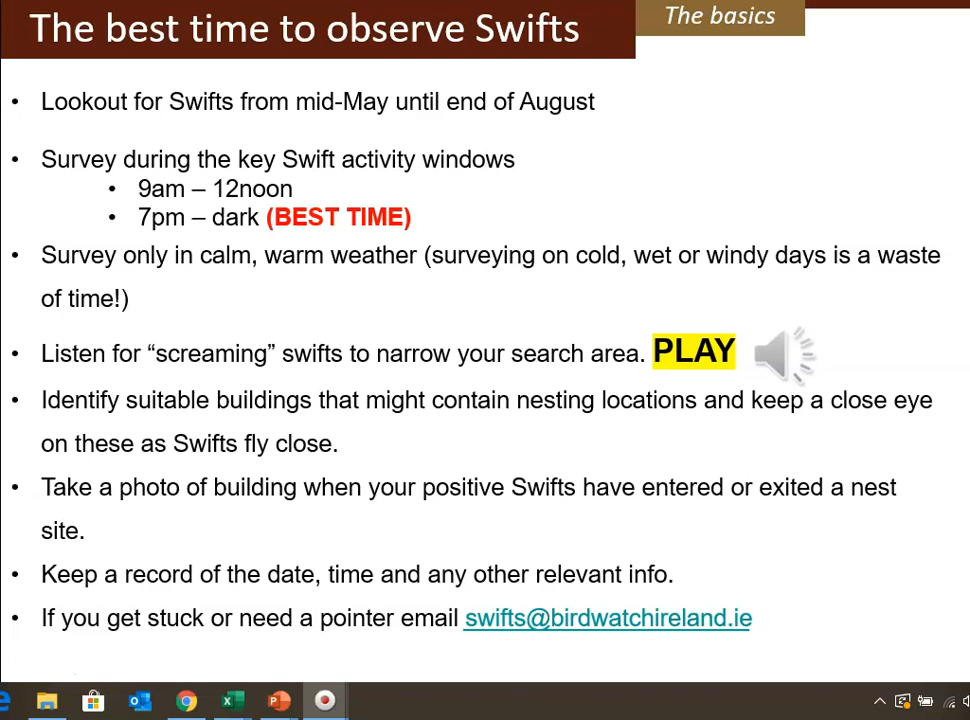 The best time to observe Swifts
The basics
• Lookout for Swifts from mid-May until end of August
• Survey during the key Swift activity windows
• 9am – 12noon
• 7pm – dark (BEST TIME)
• Survey only in calm, warm weather (surveying on cold, wet or windy days is a waste
of time!)
• Listen for “screaming” swifts to narrow your search area. PLAY
• Identify suitable buildings that might contain nesting locations and keep a close eye
on these as Swifts fly close.
• Take a photo of building when your positive Swifts have entered or exited a nest
site.
• Keep a record of the date, time and any other relevant info.
• If you get stuck or need a pointer email swifts@birdwatchireland.ie